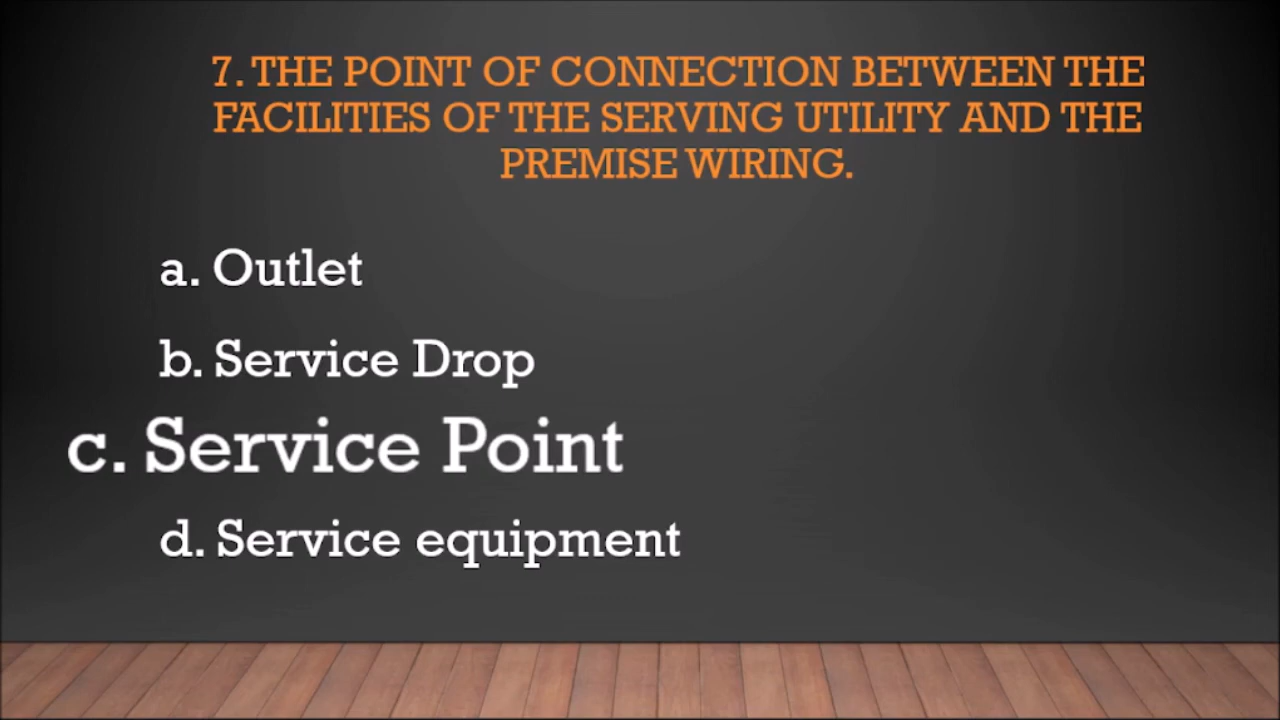 7. THE POINT OF CONNECTION BETWEEN THE
FACILITIES OF THE SERVING UTILITY AND THE
PREMISE WIRING.
a. Outlet
b. Service Drop
c. Service Point
d. Service equipment